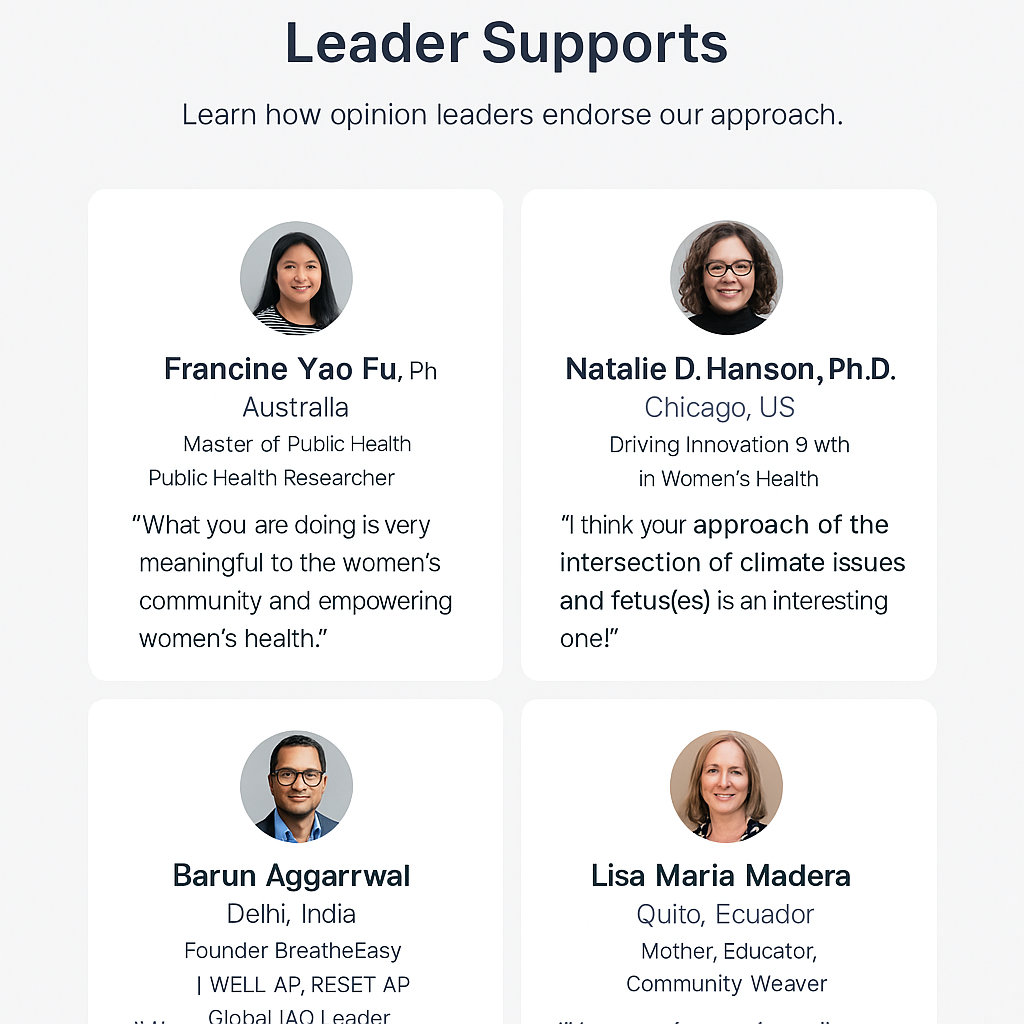 Leader Supports
Learn how opinion leaders endorse our approach.
Francine Yao Fu, Ph
Australla
Master of Public Health
Public Health Researcher
"What you are doing is very
meaningful to the women's
community and empowering
women's health."
Natalie D. Hanson, Ph.D.
Chicago, US
Driving Innovation 9 wth
in Women's Health
"I think your approach of the
intersection of climate issues
and fetus(es) is an interesting
one!"
Barun Aggarrwal
Delhi, India
Founder BreatheEasy
| WELL AP, RESET AP
Global IAQ Leader
Lisa Maria Madera
Quito, Ecuador
Mother, Educator,
Community Weaver